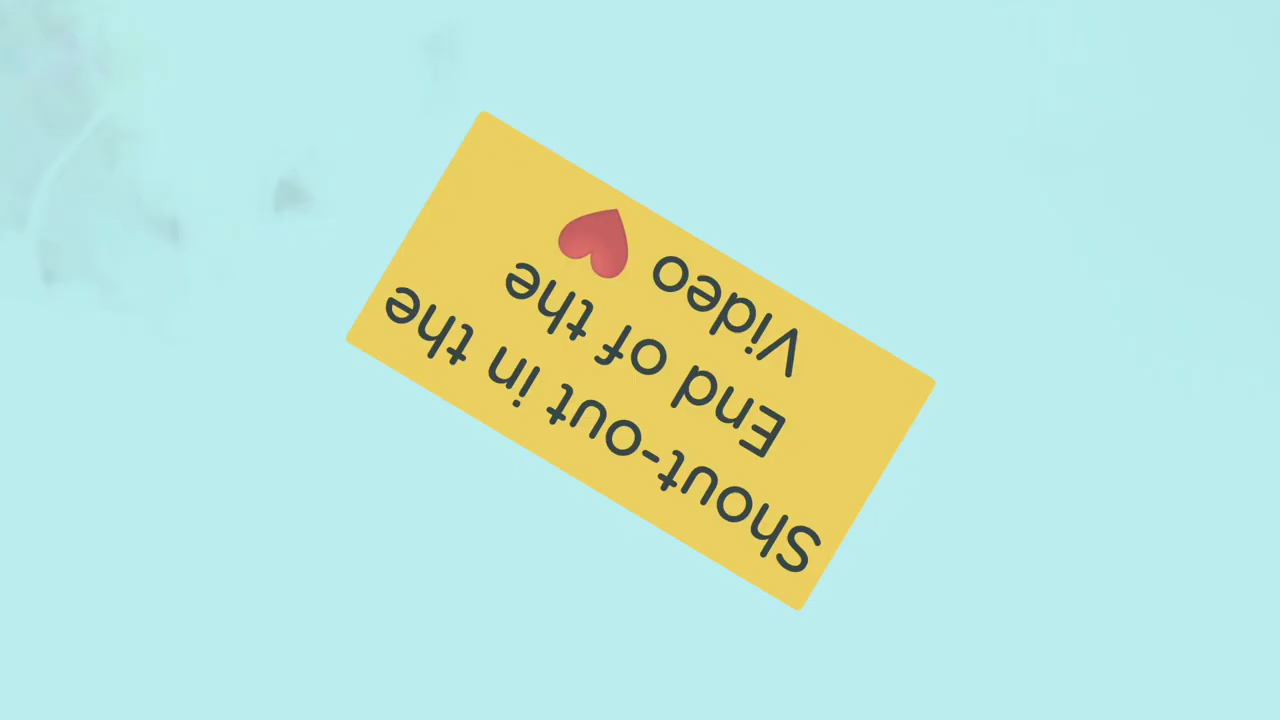 Shout-out in the
End of the
Video ❤️